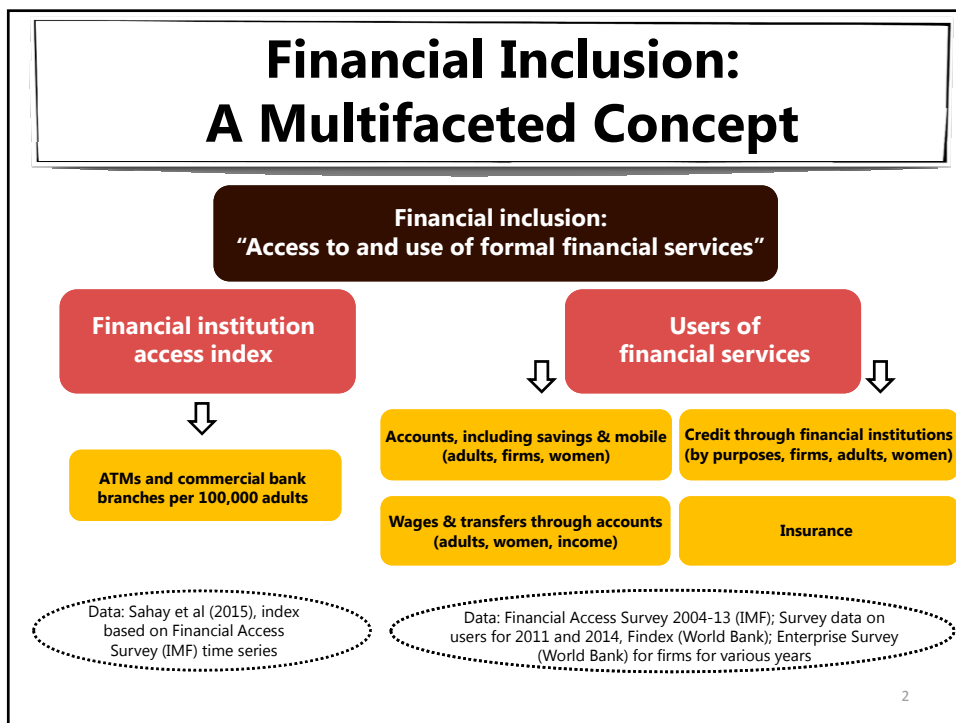 Financial Inclusion:
A Multifaceted Concept
Financial inclusion:
“Access to and use of formal financial services”
Financial institution
access index
Users of
financial services
ATMs and commercial bank
branches per 100,000 adults
Accounts, including savings & mobile
(adults, firms, women)
Credit through financial institutions
(by purposes, firms, adults, women)
Wages & transfers through accounts
(adults, women, income)
Insurance
Data: Sahay et al (2015), index
based on Financial Access
Survey (IMF) time series
Data: Financial Access Survey 2004-13 (IMF); Survey data on
users for 2011 and 2014, Findex (World Bank); Enterprise Survey
(World Bank) for firms for various years
2